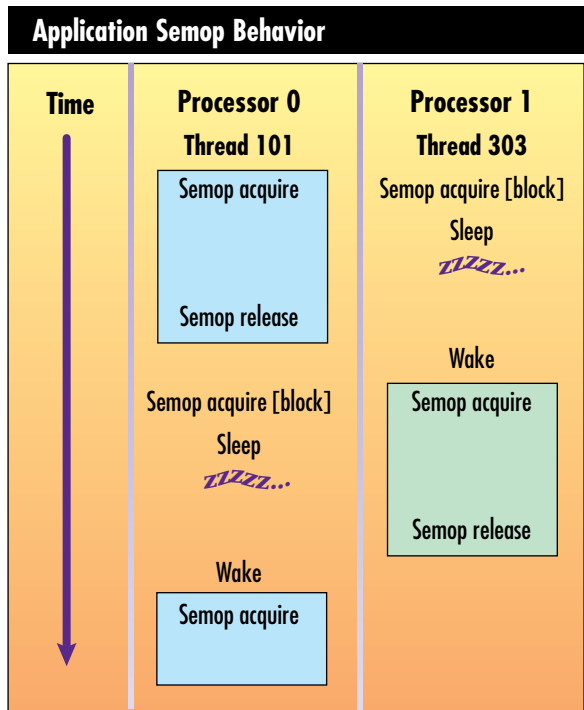 Application Semop Behavior
Time
Processor 0
Thread 101
Semop acquire
Semop release
Semop acquire [block]
Sleep
zzzzz...
Wake
Semop acquire
Processor 1
Thread 303
Semop acquire [block]
Sleep
zzzzz...
Wake
Semop acquire
Semop release